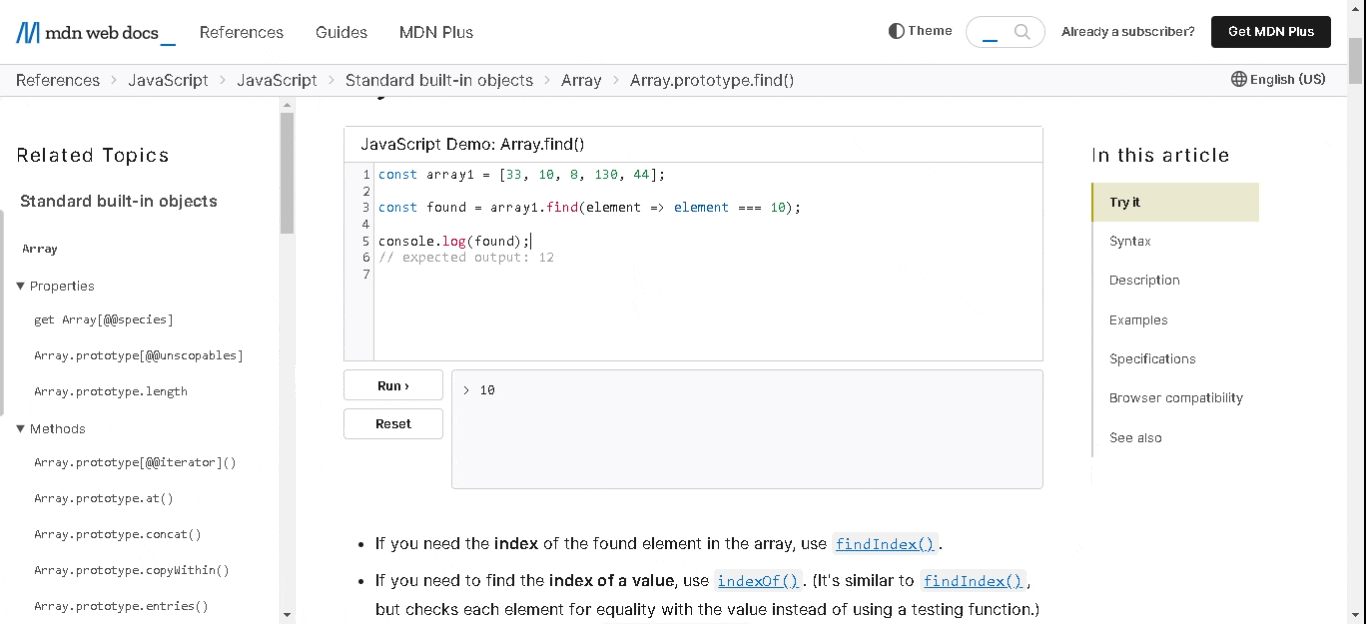 mdn web docs_
References
Guides
MDN Plus
Theme
Already a subscriber?
Get MDN Plus
References > JavaScript > JavaScript > Standard built-in objects > Array > Array.prototype.find()
English (US)
Related Topics
Standard built-in objects
Array
▼ Properties
get Array[@@species]
Array.prototype[@@unscopables]
Array.prototype.length
▼ Methods
Array.prototype[@@iterator]()
Array.prototype.at()
Array.prototype.concat()
Array.prototype.copyWithin()
Array.prototype.entries()
JavaScript Demo: Array.find()
1 const array1 = [33, 10, 8, 130, 44];
2
3 const found = array1.find(element => element === 10);
4
5 console.log(found);
6 // expected output: 12
7
Run ›
Reset
> 10
• If you need the index of the found element in the array, use findIndex().
• If you need to find the index of a value, use indexOf(). (It's similar to findIndex(),
but checks each element for equality with the value instead of using a testing function.)
In this article
Try it
Syntax
Description
Examples
Specifications
Browser compatibility
See also